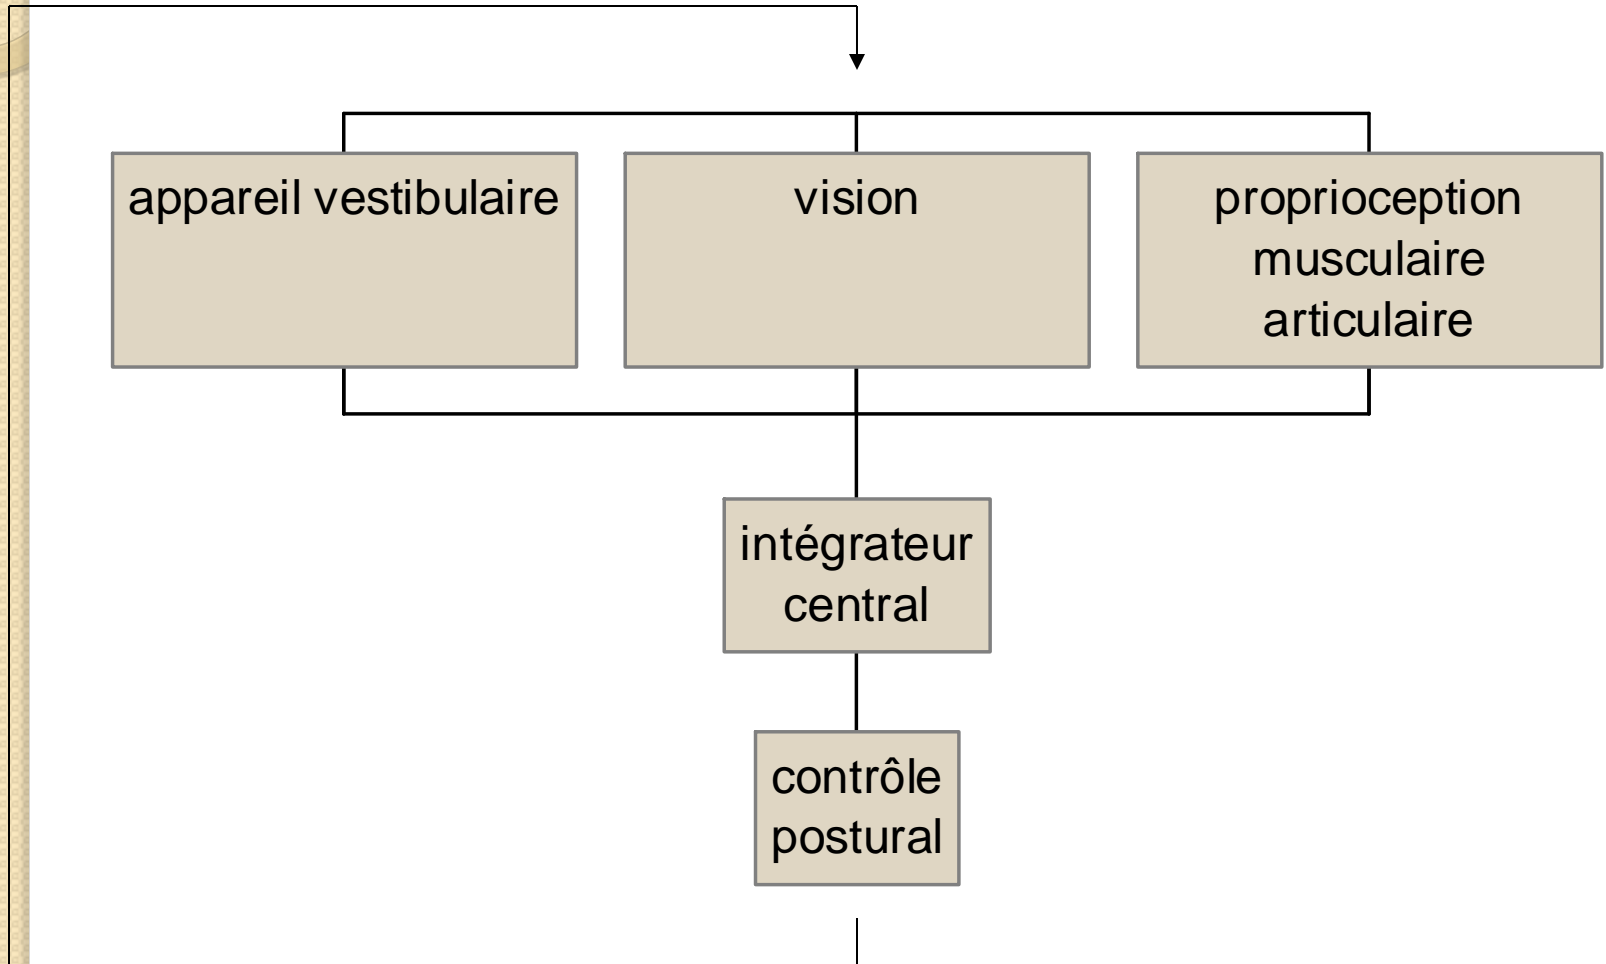 appareil vestibulaire
vision
proprioception
musculaire
articulaire
intégrateur
central
contrôle
postural